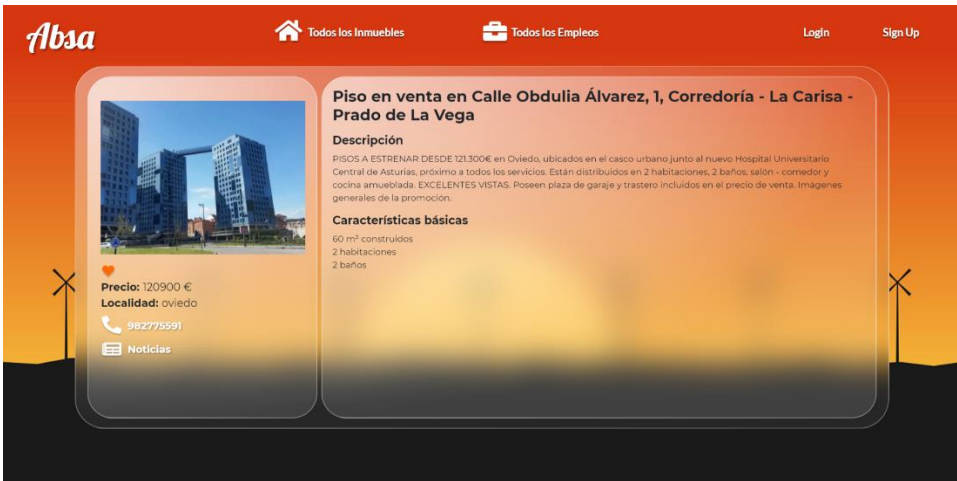 Absa
Todos los Inmuebles
Todos los Empleos
Login
Sign Up
Precio: 120900 €
Localidad: oviedo
982775591
Noticias
Piso en venta en Calle Obdulia Álvarez, 1, Corredoría - La Carisa -
Prado de La Vega
Descripción
PISOS A ESTRENAR DESDE 121.300€ en Oviedo, ubicados en el casco urbano junto al nuevo Hospital Universitario
Central de Asturias, próximo a todos los servicios. Están distribuidos en 2 habitaciones, 2 baños, salón - comedor y
cocina amueblada. EXCELENTES VISTAS. Poseen plaza de garaje y trastero incluidos en el precio de venta. Imágenes
generales de la promoción.
Características básicas
60 m² construidos
2 habitaciones
2 baños